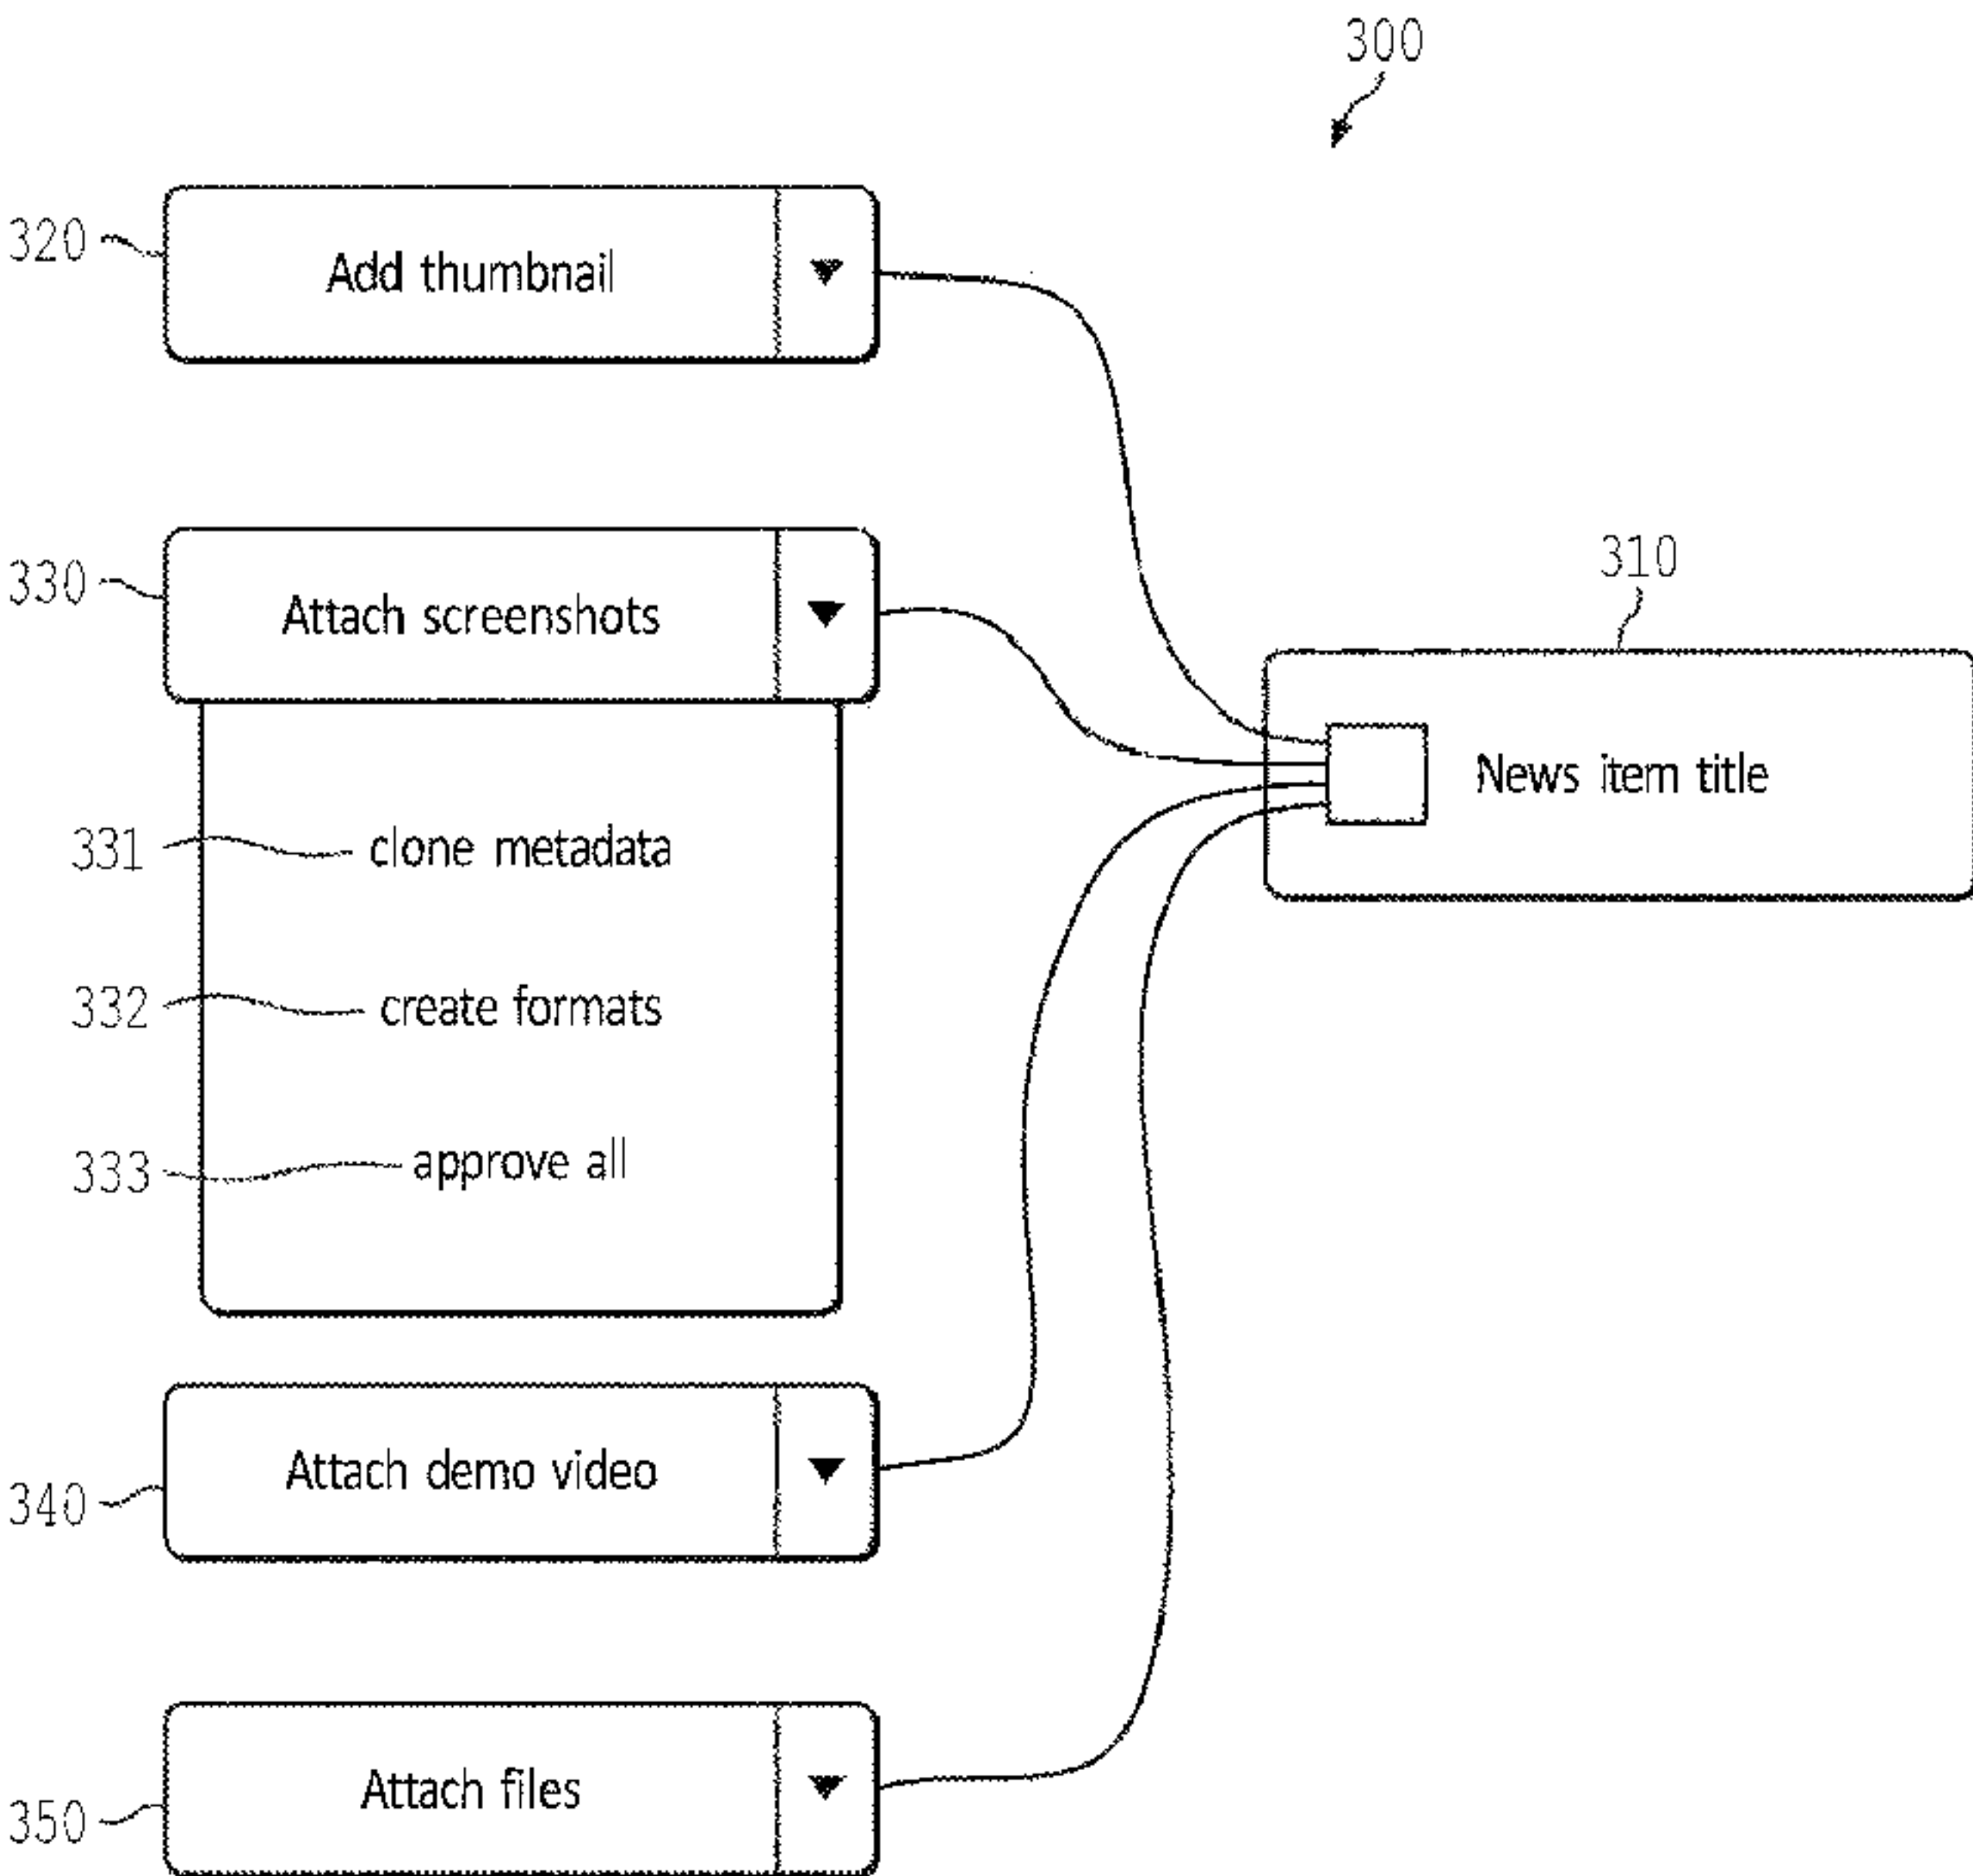 300
320
Add thumbnail
330
Attach screenshots
310
News item title
331
clone metadata
332
create formats
333
approve all
340
Attach demo video
350
Attach files